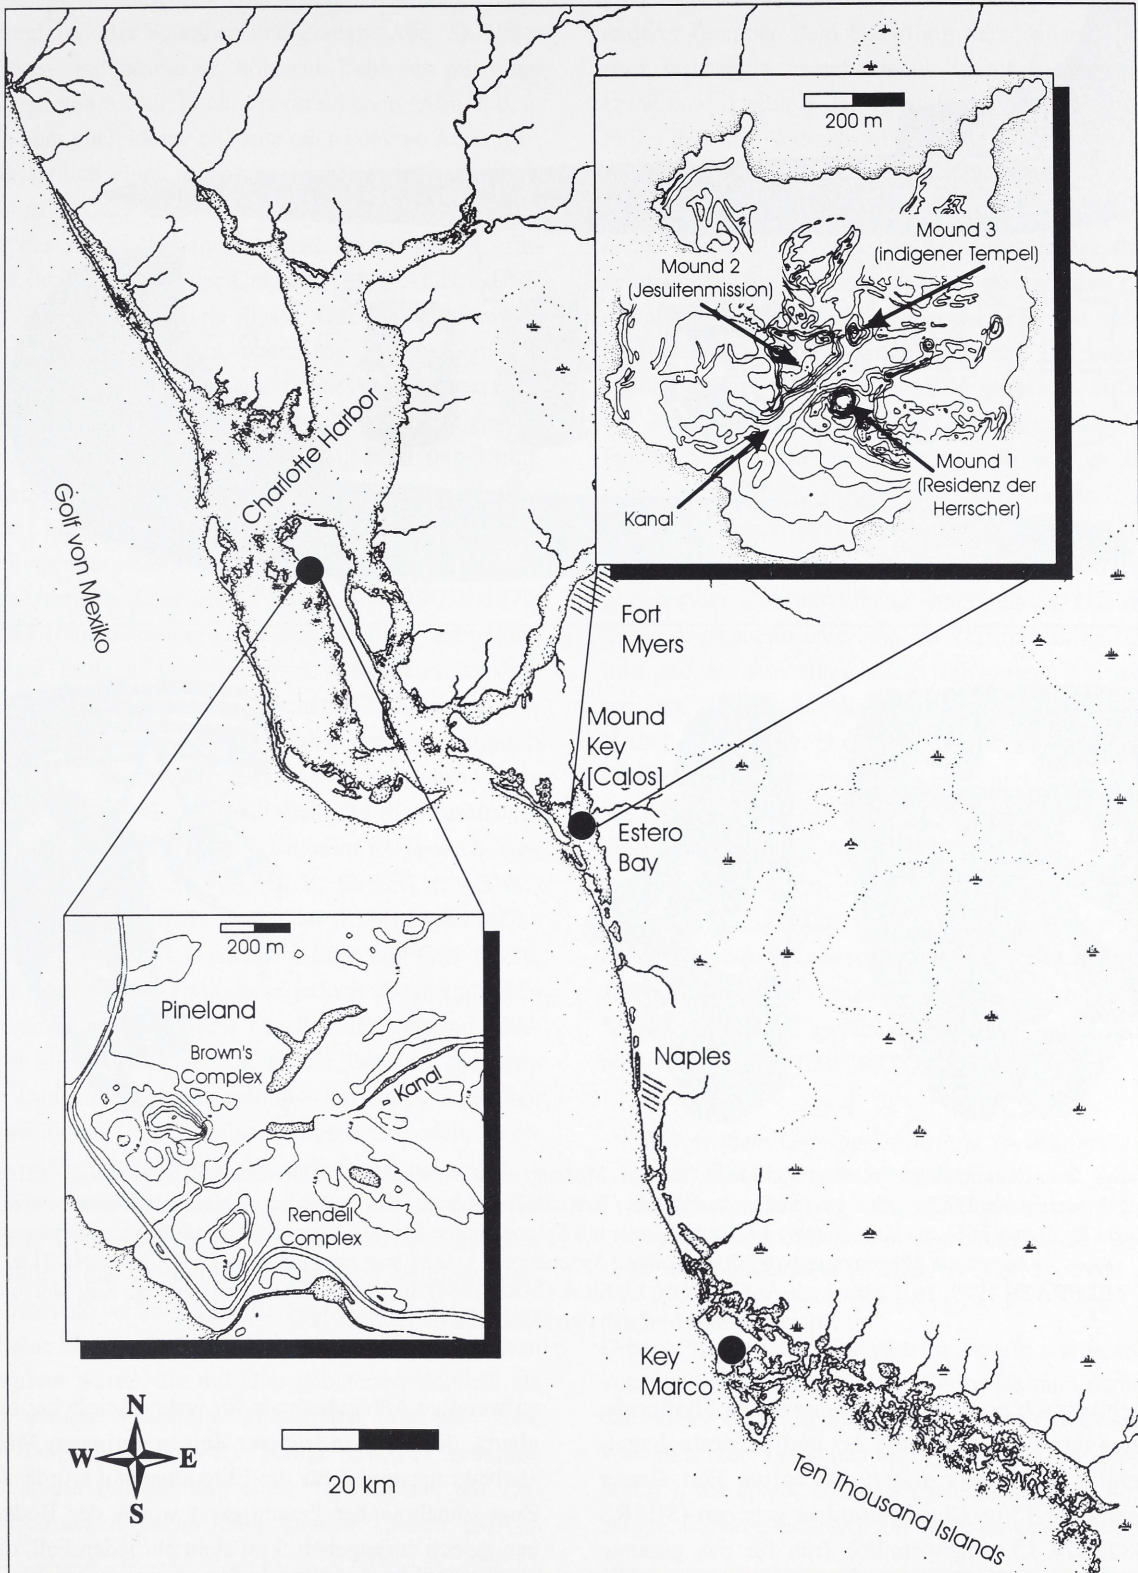 200 m
Mound 3
(indigener Tempel)
Mound 2
(Jesuitenmission)
Mound 1
(Residenz der
Herrscher)
Kanal
Charlotte Harbor
Golf von Mexiko
Fort
Myers
Mound
Key
[Calos]
Estero
Bay
200 m
Pineland
Brown's
Complex
Kanal
Rendell
Complex
Naples
Key
Marco
Ten Thousand Islands
N
W E
S
20 km